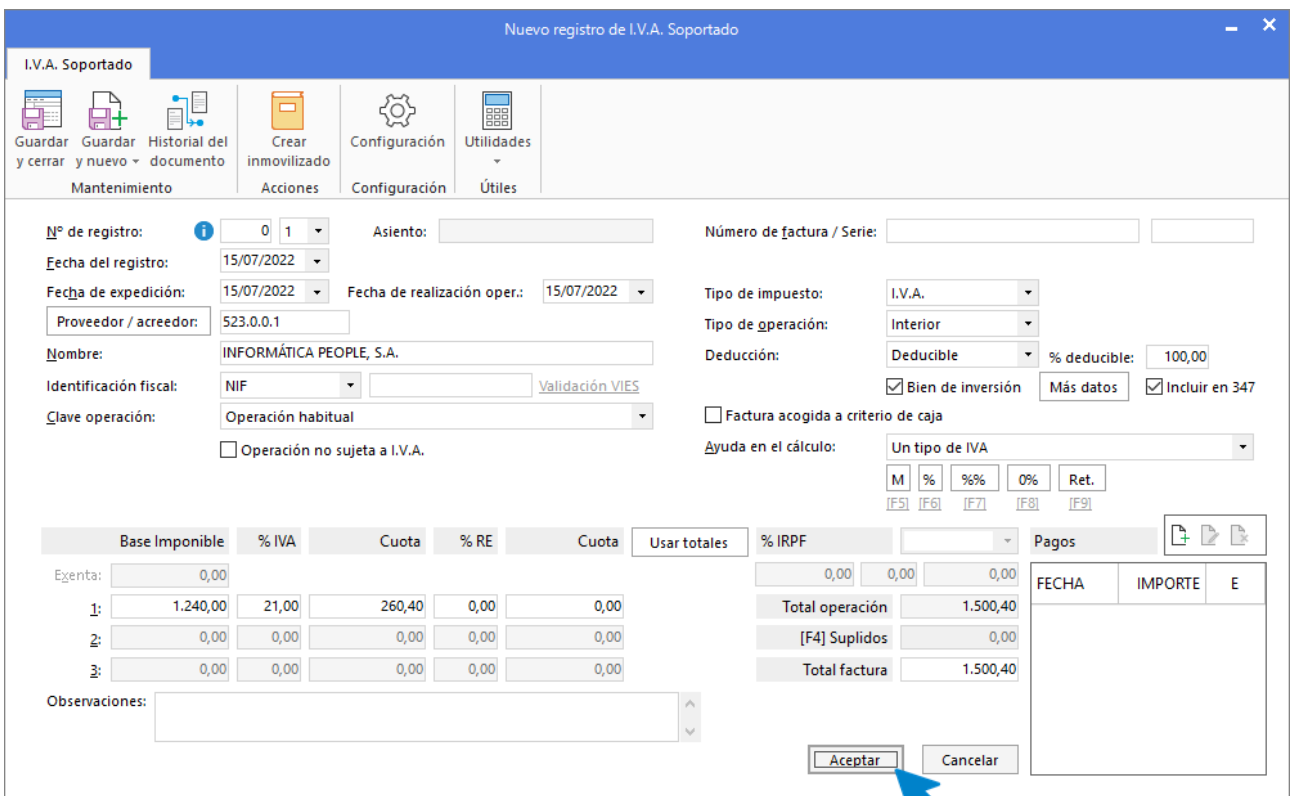 Nuevo registro de I.V.A. Soportado
I.V.A. Soportado
Guardar y cerrar
Guardar y nuevo
Historial del documento
Mantenimiento
Crear inmovilizado
Acciones
Configuración
Configuración
Utilidades
Útiles
Nº de registro: 0 1 Asiento: Número de factura / Serie:
Fecha del registro: 15/07/2022
Fecha de expedición: 15/07/2022 Fecha de realización oper.: 15/07/2022 Tipo de impuesto: I.V.A.
Proveedor / acreedor: 523.0.0.1 Tipo de operación: Interior
Nombre: INFORMÁTICA PEOPLE, S.A. Deducción: Deducible % deducible: 100,00
Identificación fiscal: NIF Validación VIES Bien de inversión Más datos Incluir en 347
Clave operación: Operación habitual Factura acogida a criterio de caja
Operación no sujeta a I.V.A. Ayuda en el cálculo: Un tipo de IVA
M % %% 0% Ret.
[F5] [F6] [F7] [F8] [F9]
Base Imponible % IVA Cuota % RE Cuota Usar totales % IRPF Pagos
Exenta: 0,00 0,00 0,00 0,00 FECHA IMPORTE E
1: 1.240,00 21,00 260,40 0,00 0,00 Total operación 1.500,40
2: 0,00 0,00 0,00 0,00 0,00 [F4] Suplidos 0,00
3: 0,00 0,00 0,00 0,00 0,00 Total factura 1.500,40
Observaciones:
Aceptar Cancelar